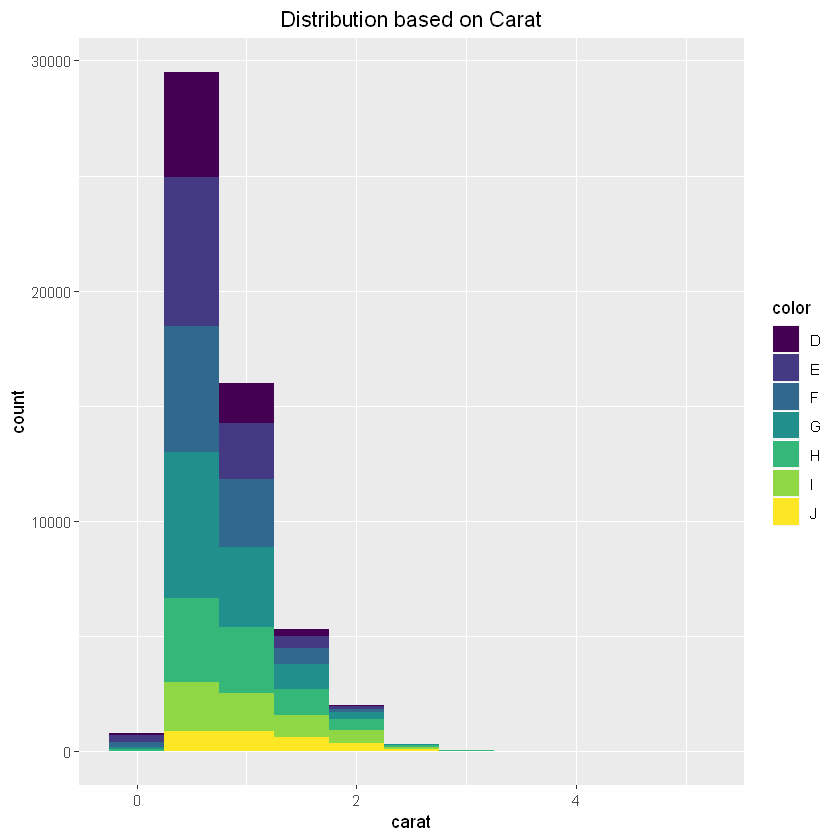 Distribution based on Carat
30000
20000
10000
0
count
0 2 4
carat
color
D
E
F
G
H
I
J